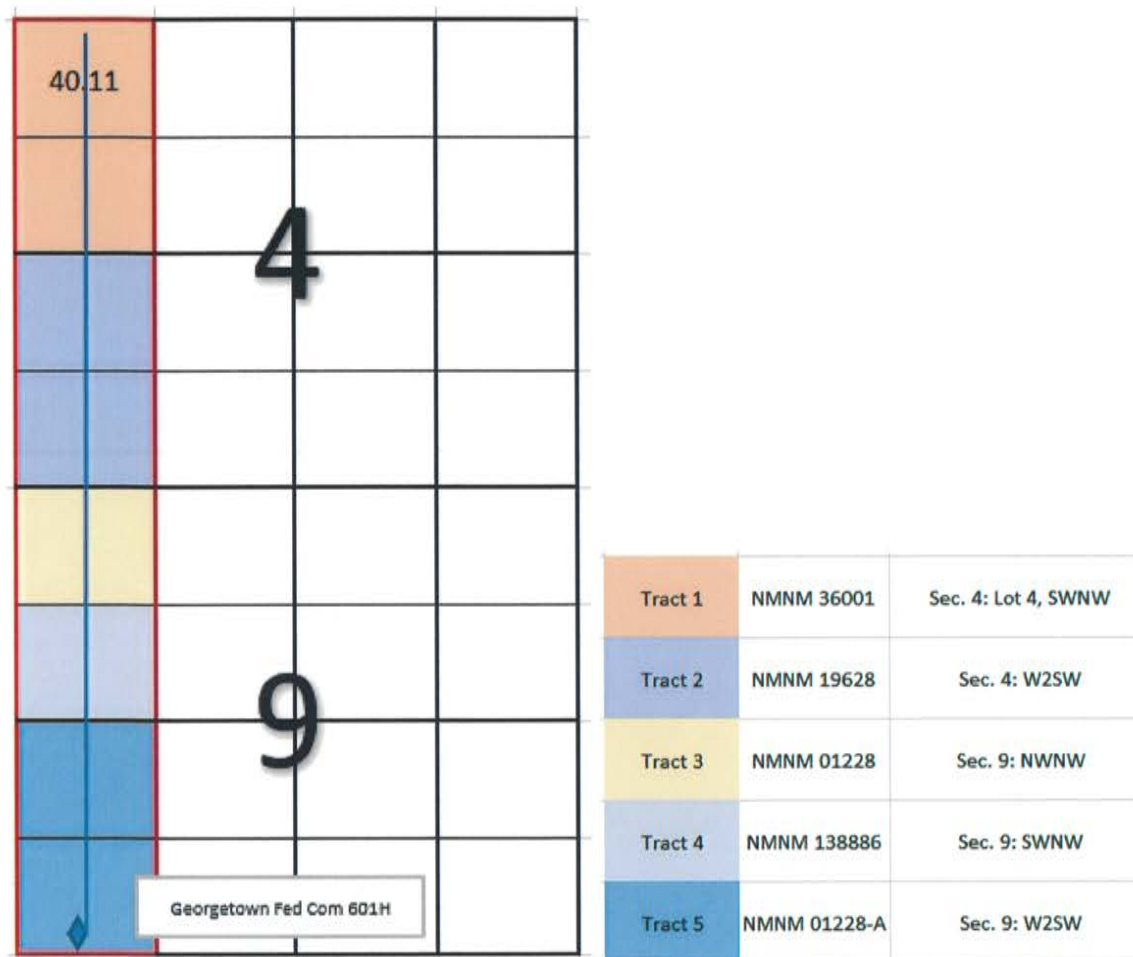 40.11
4
9
Georgetown Fed Com 601H
Tract 1 NMNM 36001 Sec. 4: Lot 4, SWNW
Tract 2 NMNM 19628 Sec. 4: W2SW
Tract 3 NMNM 01228 Sec. 9: NWNW
Tract 4 NMNM 138886 Sec. 9: SWNW
Tract 5 NMNM 01228-A Sec. 9: W2SW